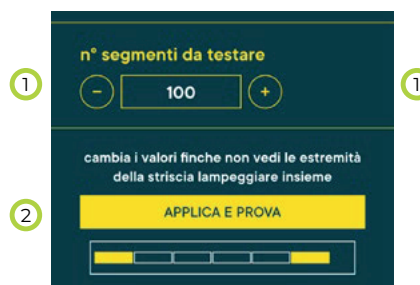 n° segmenti da testare
1
−
100
+
1
cambia i valori finche non vedi le estremità
della striscia lampeggiare insieme
2
APPLICA E PROVA